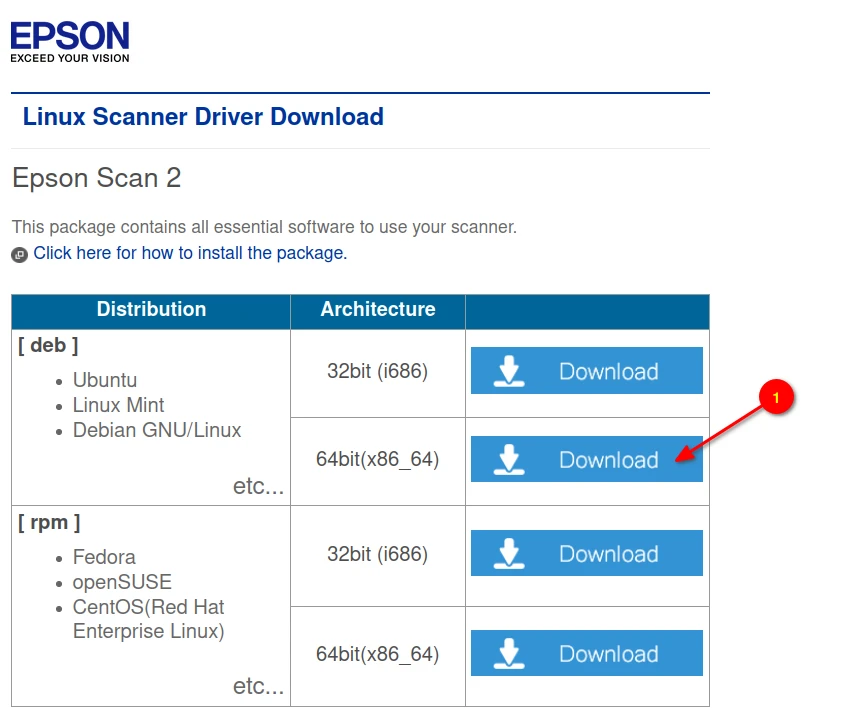 EPSON
EXCEED YOUR VISION
Linux Scanner Driver Download
Epson Scan 2
This package contains all essential software to use your scanner.
Click here for how to install the package.
Distribution Architecture
[ deb ]
Ubuntu
Linux Mint
Debian GNU/Linux
etc...
32bit (i686) Download
64bit(x86_64) Download
1
[ rpm ]
Fedora
openSUSE
CentOS(Red Hat
Enterprise Linux)
etc...
32bit (i686) Download
64bit(x86_64) Download